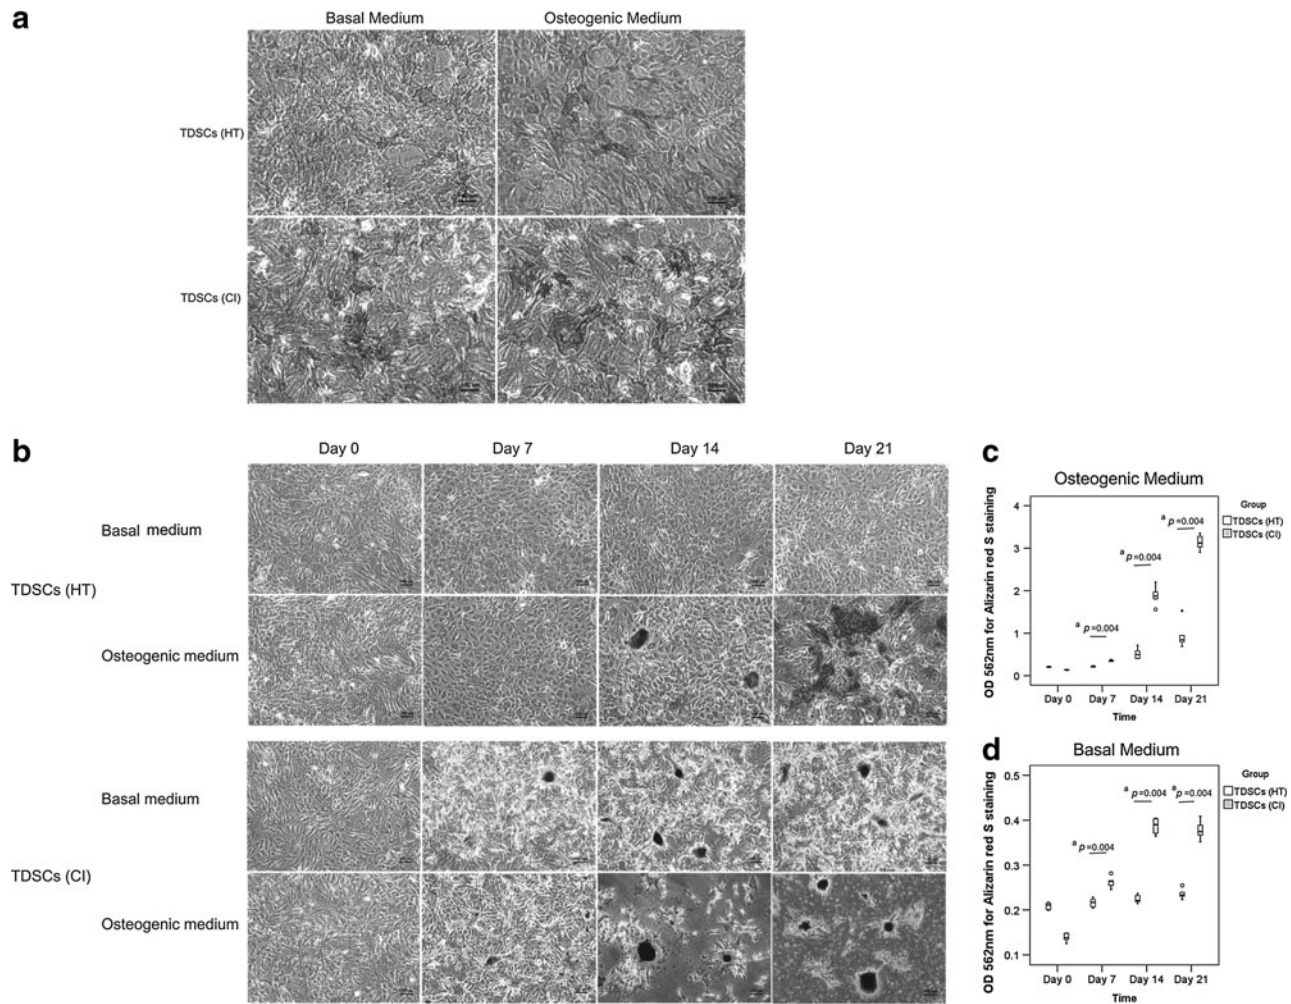 a
Basal Medium
Osteogenic Medium
TDSCs (HT)
TDSCs (CI)
b
Day 0
Day 7
Day 14
Day 21
Basal medium
TDSCs (HT)
Osteogenic medium
Basal medium
TDSCs (CI)
Osteogenic medium
c
Osteogenic Medium
OD 562nm for Alizarin red S staining
4
3
2
1
0
a p=0.004
a p=0.004
a p=0.004
Day 0
Day 7
Day 14
Day 21
Time
Group
TDSCs (HT)
TDSCs (CI)
d
Basal Medium
OD 562nm for Alizarin red S staining
0.5
0.4
0.3
0.2
0.1
a p=0.004
a p=0.004
a p=0.004
Day 0
Day 7
Day 14
Day 21
Time
Group
TDSCs (HT)
TDSCs (CI)